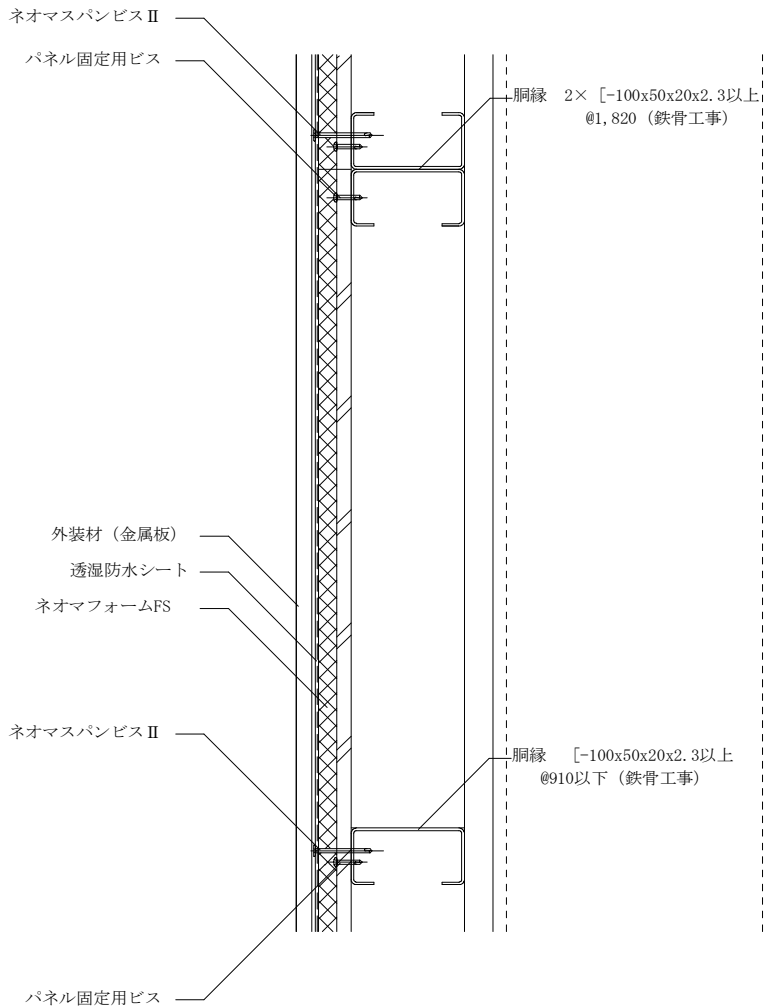 ネオマスパンビスⅡ
パネル固定用ビス
胴縁 2× [-100x50x20x2.3以上
@1,820 (鉄骨工事)
外装材 (金属板)
透湿防水シート
ネオマフォームFS
ネオマスパンビスⅡ
胴縁 [-100x50x20x2.3以上
@910以下 (鉄骨工事)
パネル固定用ビス